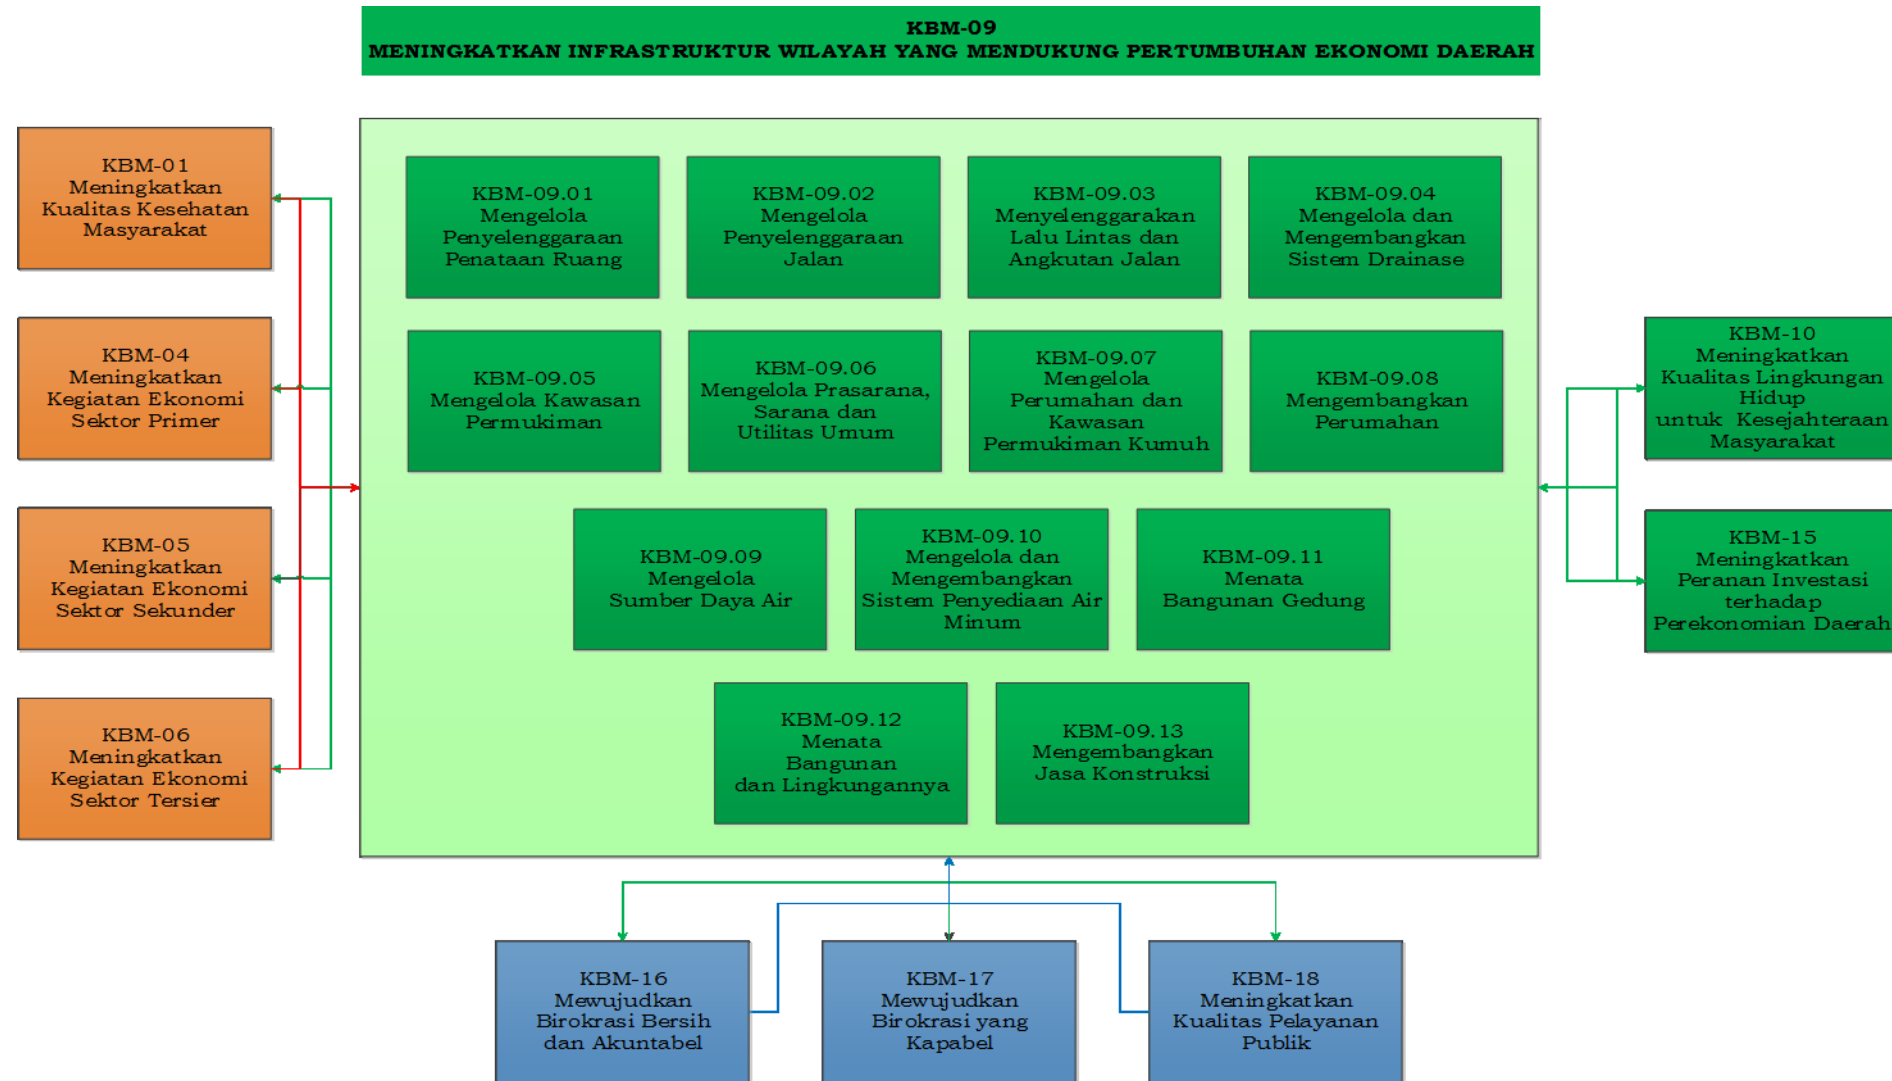 KBM-09
MENINGKATKAN INFRASTRUKTUR WILAYAH YANG MENDUKUNG PERTUMBUHAN EKONOMI DAERAH
KBM-01
Meningkatkan
Kualitas Kesehatan
Masyarakat
KBM-04
Meningkatkan
Kegiatan Ekonomi
Sektor Primer
KBM-05
Meningkatkan
Kegiatan Ekonomi
Sektor Sekunder
KBM-06
Meningkatkan
Kegiatan Ekonomi
Sektor Tersier
KBM-09.01
Mengelola
Penyelenggaraan
Penataan Ruang
KBM-09.02
Mengelola
Penyelenggaraan
Jalan
KBM-09.03
Menyelenggarakan
Lalu Lintas dan
Angkutan Jalan
KBM-09.04
Mengelola dan
Mengembangkan
Sistem Drainase
KBM-09.05
Mengelola Kawasan
Permukiman
KBM-09.06
Mengelola Prasarana,
Sarana dan
Utilitas Umum
KBM-09.07
Mengelola
Perumahan dan
Kawasan
Permukiman Kumuh
KBM-09.08
Mengembangkan
Perumahan
KBM-09.09
Mengelola
Sumber Daya Air
KBM-09.10
Mengelola dan
Mengembangkan
Sistem Penyediaan Air
Minum
KBM-09.11
Menata
Bangunan Gedung
KBM-09.12
Menata
Bangunan
dan Lingkungannya
KBM-09.13
Mengembangkan
Jasa Konstruksi
KBM-10
Meningkatkan
Kualitas Lingkungan
Hidup
untuk Kesejahteraan
Masyarakat
KBM-15
Meningkatkan
Peranan Investasi
terhadap
Perekonomian Daerah
KBM-16
Mewujudkan
Birokrasi Bersih
dan Akuntabel
KBM-17
Mewujudkan
Birokrasi yang
Kapabel
KBM-18
Meningkatkan
Kualitas Pelayanan
Publik